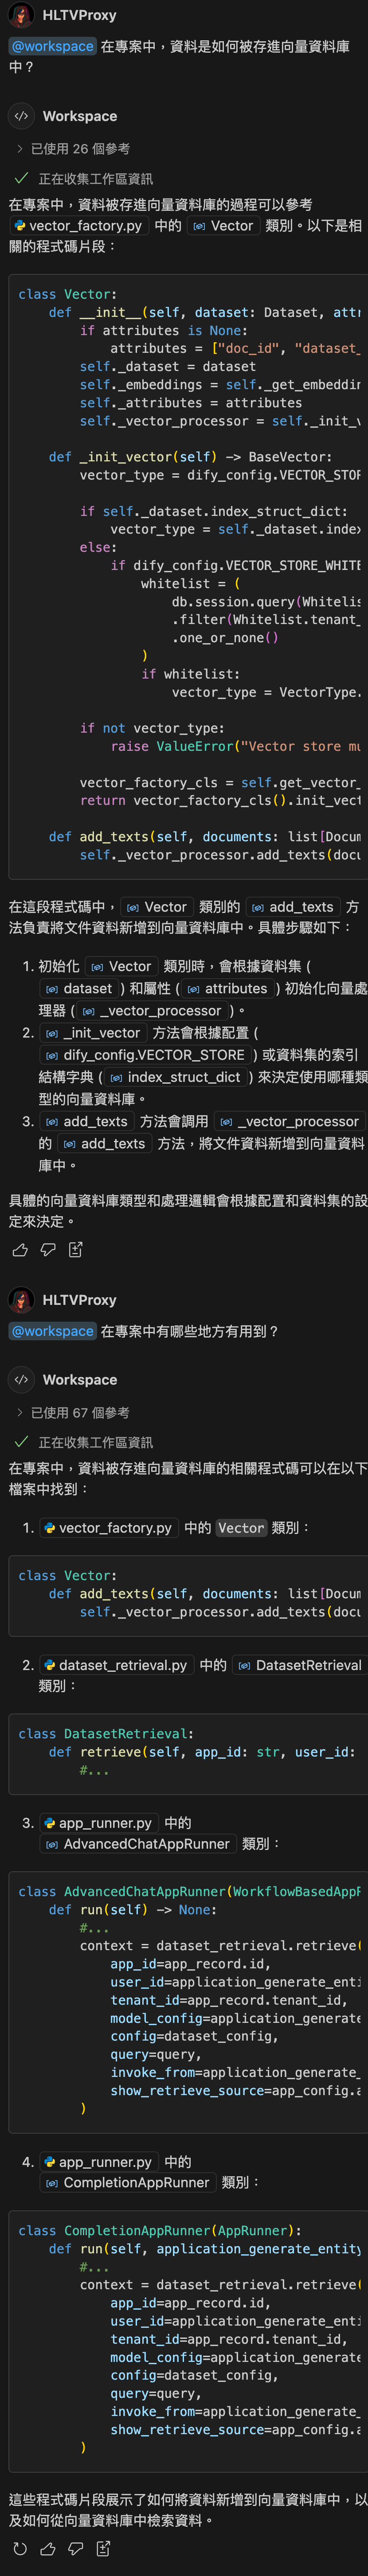 HLTVProxy
@workspace 在專案中，資料是如何被存進向量資料庫
中？
Workspace
已使用 26 個參考
正在收集工作區資訊
在專案中，資料被存進向量資料庫的過程可以參考
vector_factory.py 中的 Vector 類別。以下是相
關的程式碼片段：
class Vector:
    def __init__(self, dataset: Dataset, attr
        if attributes is None:
            attributes = ["doc_id", "dataset_
        self._dataset = dataset
        self._embeddings = self._get_embeddin
        self._attributes = attributes
        self._vector_processor = self._init_v
    def _init_vector(self) -> BaseVector:
        vector_type = dify_config.VECTOR_STOR
        if self._dataset.index_struct_dict:
            vector_type = self._dataset.index
        else:
            if dify_config.VECTOR_STORE_WHITE
                whitelist = (
                    db.session.query(Whitelis
                    .filter(Whitelist.tenant_
                    .one_or_none()
                )
                if whitelist:
                    vector_type = VectorType.
        if not vector_type:
            raise ValueError("Vector store mu
        vector_factory_cls = self.get_vector_
        return vector_factory_cls().init_vect
    def add_texts(self, documents: list[Docum
        self._vector_processor.add_texts(docu
在這段程式碼中， Vector 類別的 add_texts 方
法負責將文件資料新增到向量資料庫中。具體步驟如下：
1. 初始化 Vector 類別時，會根據資料集 (
dataset ) 和屬性 ( attributes ) 初始化向量處
理器 ( _vector_processor )。
2. _init_vector 方法會根據配置 (
dify_config.VECTOR_STORE ) 或資料集的索引
結構字典 ( index_struct_dict ) 來決定使用哪種類
型的向量資料庫。
3. add_texts 方法會調用 _vector_processor
的 add_texts 方法，將文件資料新增到向量資料
庫中。
具體的向量資料庫類型和處理邏輯會根據配置和資料集的設
定來決定。
HLTVProxy
@workspace 在專案中有哪些地方有用到？
Workspace
已使用 67 個參考
正在收集工作區資訊
在專案中，資料被存進向量資料庫的相關程式碼可以在以下
檔案中找到：
1. vector_factory.py 中的 Vector 類別：
class Vector:
    def add_texts(self, documents: list[Docum
        self._vector_processor.add_texts(docu
2. dataset_retrieval.py 中的 DatasetRetrieval
類別：
class DatasetRetrieval:
    def retrieve(self, app_id: str, user_id:
        #...
3. app_runner.py 中的
AdvancedChatAppRunner 類別：
class AdvancedChatAppRunner(WorkflowBasedAppR
    def run(self) -> None:
        #...
        context = dataset_retrieval.retrieve(
            app_id=app_record.id,
            user_id=application_generate_enti
            tenant_id=app_record.tenant_id,
            model_config=application_generate
            config=dataset_config,
            query=query,
            invoke_from=application_generate_
            show_retrieve_source=app_config.a
        )
4. app_runner.py 中的
CompletionAppRunner 類別：
class CompletionAppRunner(AppRunner):
    def run(self, application_generate_entity
        #...
        context = dataset_retrieval.retrieve(
            app_id=app_record.id,
            user_id=application_generate_enti
            tenant_id=app_record.tenant_id,
            model_config=application_generate
            config=dataset_config,
            query=query,
            invoke_from=application_generate_
            show_retrieve_source=app_config.a
        )
這些程式碼片段展示了如何將資料新增到向量資料庫中，以
及如何從向量資料庫中檢索資料。